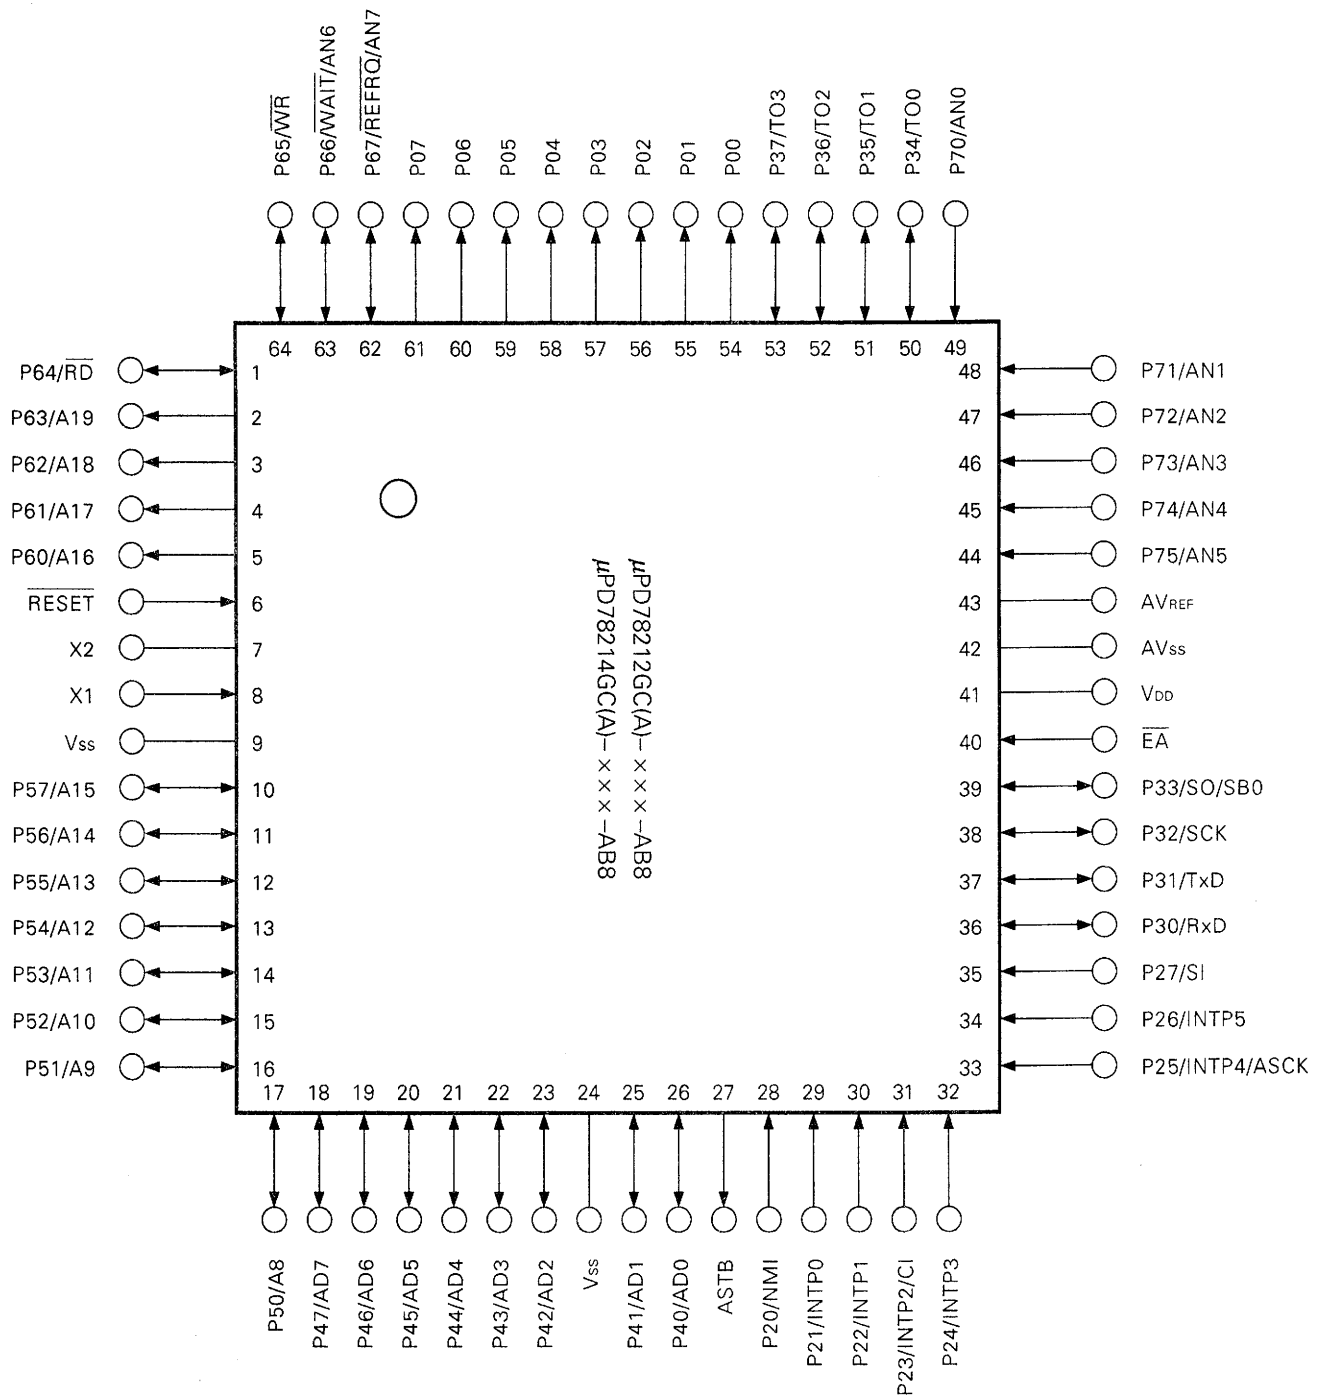 P65/W̅R̅
P66/W̅A̅I̅T̅/AN6
P67/R̅E̅F̅R̅Q̅/AN7
P07
P06
P05
P04
P03
P02
P01
P00
P37/TO3
P36/TO2
P35/TO1
P34/TO0
P70/AN0
64 63 62 61 60 59 58 57 56 55 54 53 52 51 50 49
P64/R̅D̅ 1
P63/A19 2
P62/A18 3
P61/A17 4
P60/A16 5
R̅E̅S̅E̅T̅ 6
X2 7
X1 8
Vss 9
P57/A15 10
P56/A14 11
P55/A13 12
P54/A12 13
P53/A11 14
P52/A10 15
P51/A9 16
μPD78212GC(A)-×××-AB8
μPD78214GC(A)-×××-AB8
48 P71/AN1
47 P72/AN2
46 P73/AN3
45 P74/AN4
44 P75/AN5
43 AVREF
42 AVss
41 VDD
40 E̅A̅
39 P33/SO/SB0
38 P32/SCK
37 P31/TxD
36 P30/RxD
35 P27/SI
34 P26/INTP5
33 P25/INTP4/ASCK
17 18 19 20 21 22 23 24 25 26 27 28 29 30 31 32
P50/A8
P47/AD7
P46/AD6
P45/AD5
P44/AD4
P43/AD3
P42/AD2
Vss
P41/AD1
P40/AD0
ASTB
P20/NMI
P21/INTP0
P22/INTP1
P23/INTP2/CI
P24/INTP3